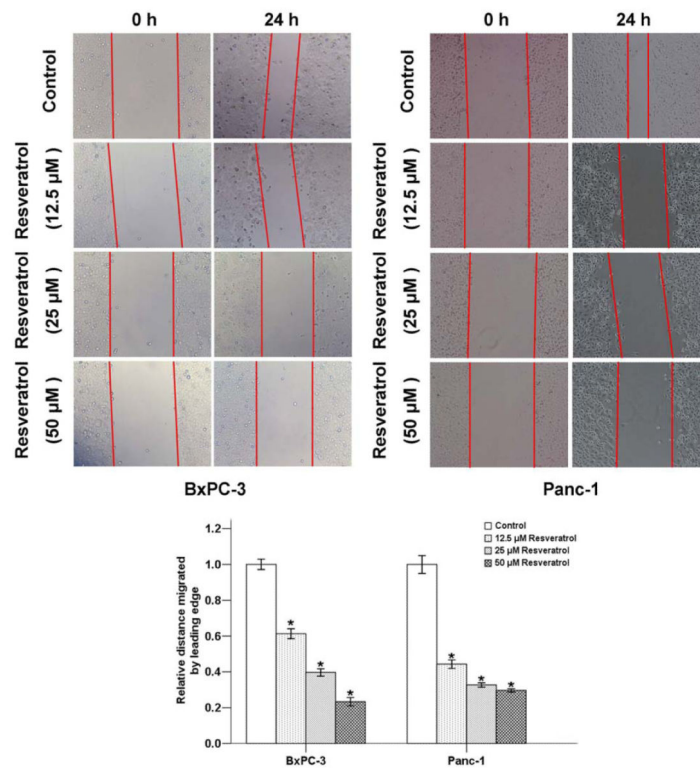 0 h 24 h 0 h 24 h
Control
Resveratrol
(12.5 μM)
Resveratrol
(25 μM)
Resveratrol
(50 μM)
Control
Resveratrol
(12.5 μM)
Resveratrol
(25 μM)
Resveratrol
(50 μM)
BxPC-3 Panc-1
Relative distance migrated
by leading edge
1.2
1.0
0.8
0.6
0.4
0.2
0.0
Control
12.5 μM Resveratrol
25 μM Resveratrol
50 μM Resveratrol
* * * * * *
BxPC-3 Panc-1